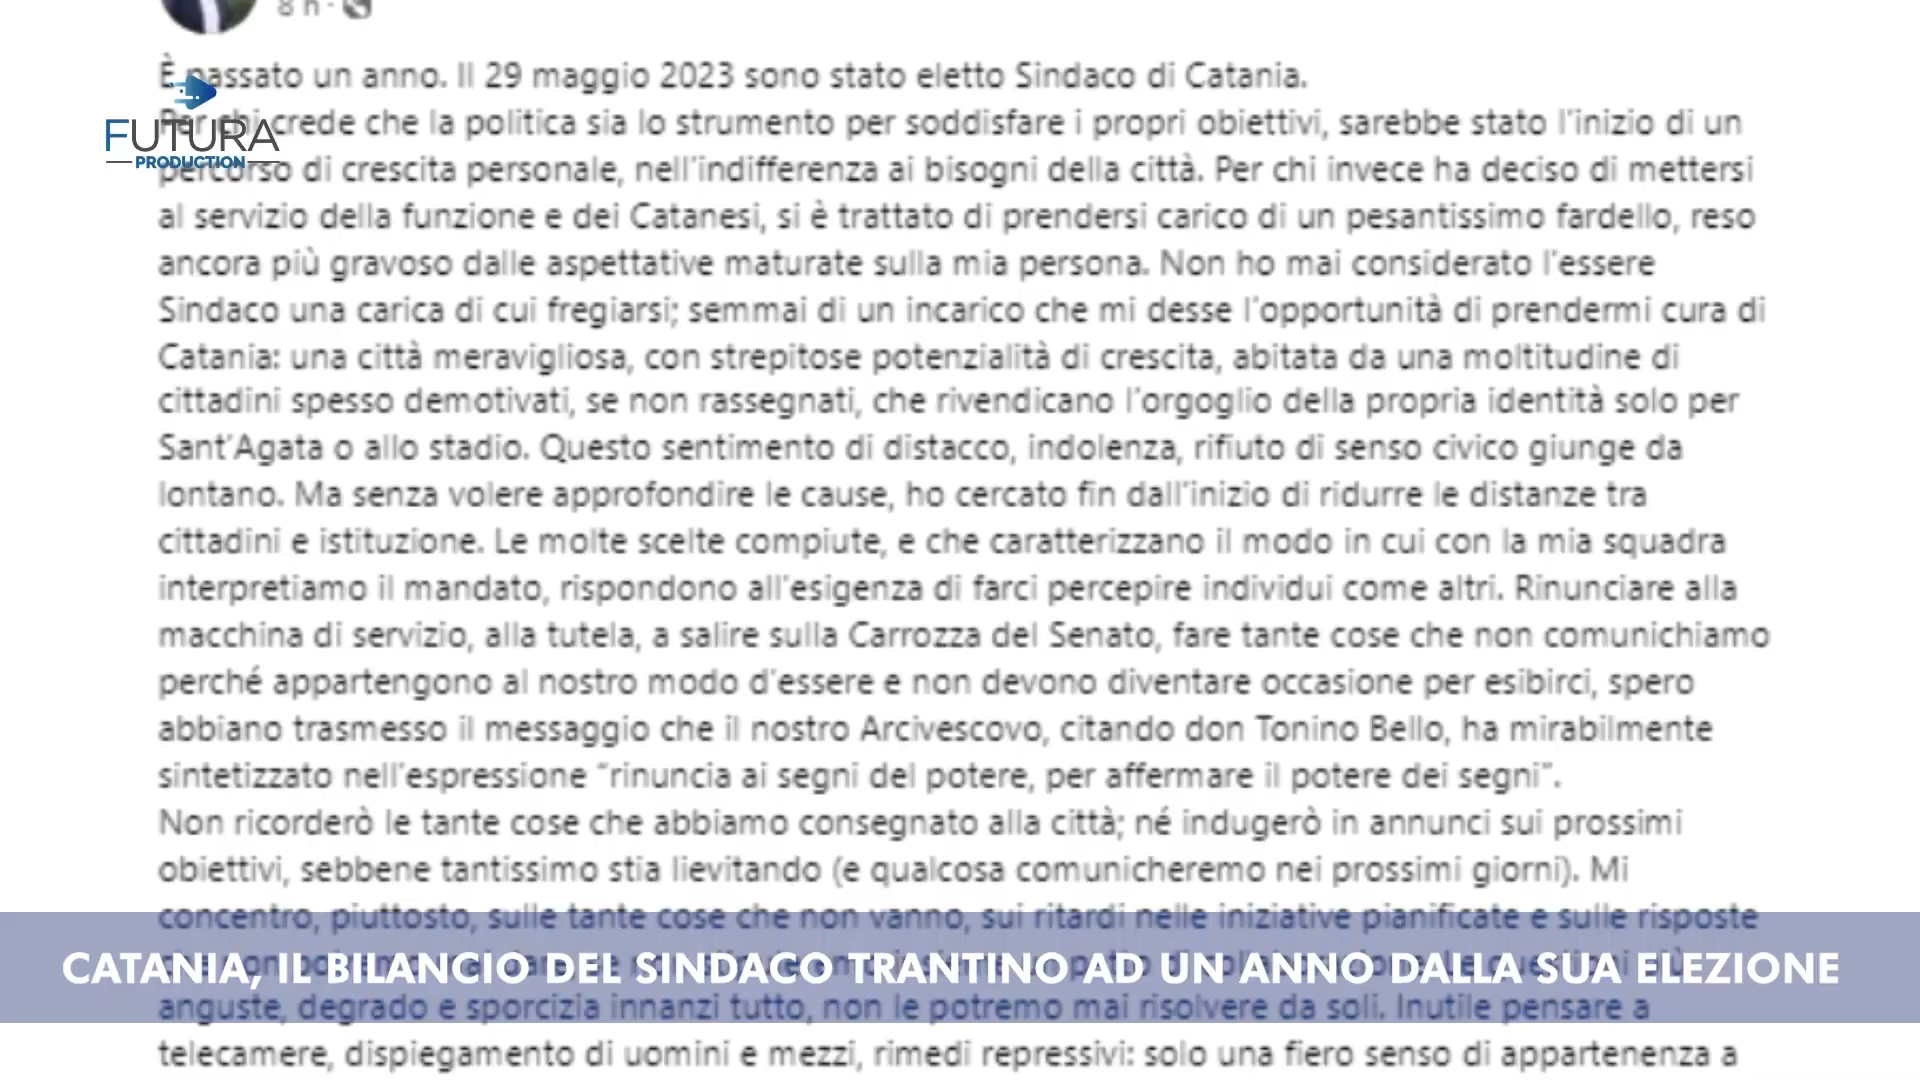 8 h ·
È passato un anno. Il 29 maggio 2023 sono stato eletto Sindaco di Catania.
Per chi crede che la politica sia lo strumento per soddisfare i propri obiettivi, sarebbe stato l'inizio di un
FUTURA
PRODUCTION
percorso di crescita personale, nell'indifferenza ai bisogni della città. Per chi invece ha deciso di mettersi
al servizio della funzione e dei Catanesi, si è trattato di prendersi carico di un pesantissimo fardello, reso
ancora più gravoso dalle aspettative maturate sulla mia persona. Non ho mai considerato l'essere
Sindaco una carica di cui fregiarsi; semmai di un incarico che mi desse l'opportunità di prendermi cura di
Catania: una città meravigliosa, con strepitose potenzialità di crescita, abitata da una moltitudine di
cittadini spesso demotivati, se non rassegnati, che rivendicano l'orgoglio della propria identità solo per
Sant'Agata o allo stadio. Questo sentimento di distacco, indolenza, rifiuto di senso civico giunge da
lontano. Ma senza volere approfondire le cause, ho cercato fin dall'inizio di ridurre le distanze tra
cittadini e istituzione. Le molte scelte compiute, e che caratterizzano il modo in cui con la mia squadra
interpretiamo il mandato, rispondono all'esigenza di farci percepire individui come altri. Rinunciare alla
macchina di servizio, alla tutela, a salire sulla Carrozza del Senato, fare tante cose che non comunichiamo
perché appartengono al nostro modo d'essere e non devono diventare occasione per esibirci, spero
abbiano trasmesso il messaggio che il nostro Arcivescovo, citando don Tonino Bello, ha mirabilmente
sintetizzato nell'espressione "rinuncia ai segni del potere, per affermare il potere dei segni".
Non ricorderò le tante cose che abbiamo consegnato alla città; né indugerò in annunci sui prossimi
obiettivi, sebbene tantissimo stia lievitando (e qualcosa comunicheremo nei prossimi giorni). Mi
concentro, piuttosto, sulle tante cose che non vanno, sui ritardi nelle iniziative pianificate e sulle risposte
CATANIA, IL BILANCIO DEL SINDACO TRANTINO AD UN ANNO DALLA SUA ELEZIONE
anguste, degrado e sporcizia innanzi tutto, non le potremo mai risolvere da soli. Inutile pensare a
telecamere, dispiegamento di uomini e mezzi, rimedi repressivi: solo una fiero senso di appartenenza a